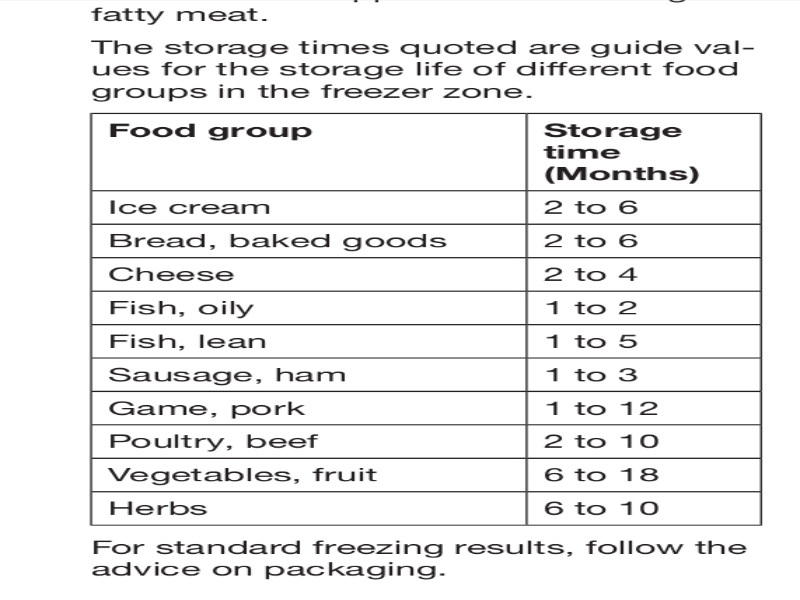 fatty meat.
The storage times quoted are guide val-
ues for the storage life of different food
groups in the freezer zone.
Food group Storage time (Months)
Ice cream 2 to 6
Bread, baked goods 2 to 6
Cheese 2 to 4
Fish, oily 1 to 2
Fish, lean 1 to 5
Sausage, ham 1 to 3
Game, pork 1 to 12
Poultry, beef 2 to 10
Vegetables, fruit 6 to 18
Herbs 6 to 10
For standard freezing results, follow the
advice on packaging.